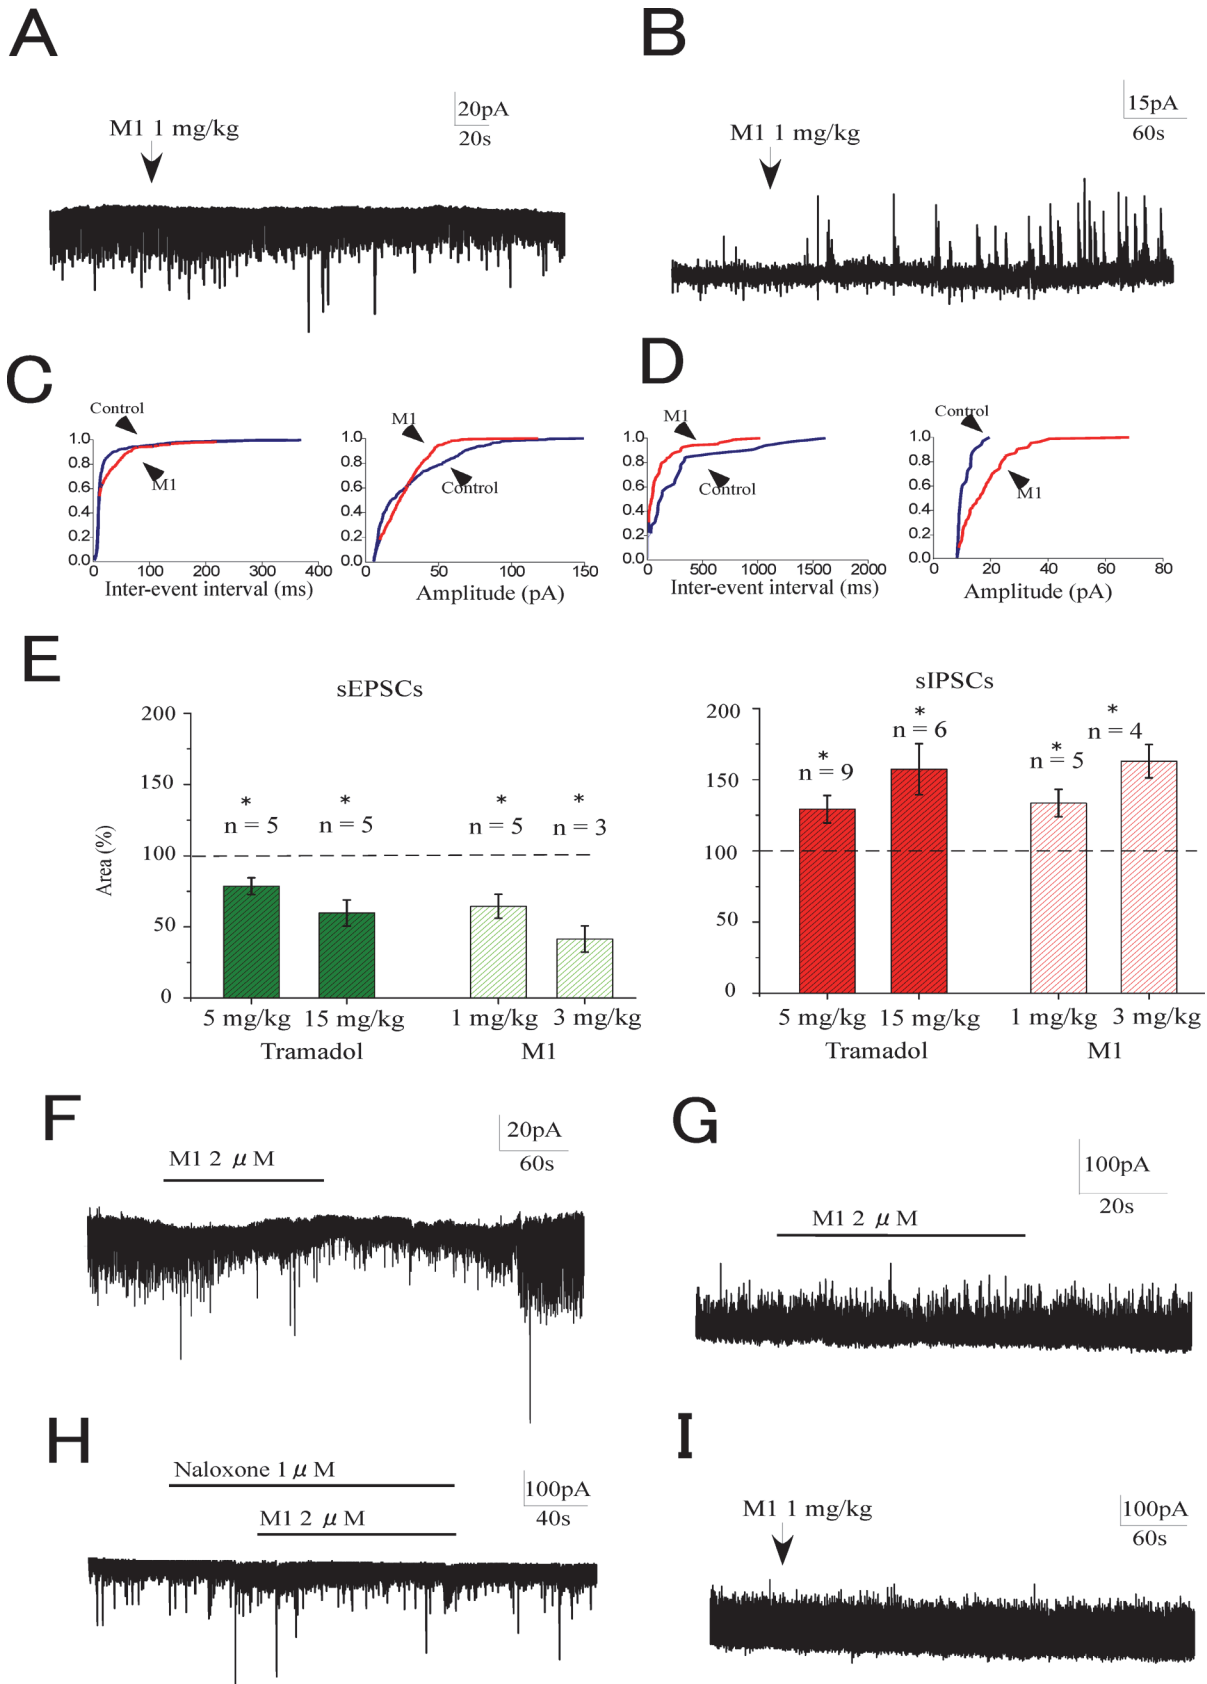 A
B
M1 1 mg/kg
20pA
20s
M1 1 mg/kg
15pA
60s
C
D
Control
M1
1.0
0.8
0.6
0.4
0.2
0.0
0
100
200
300
400
Inter-event interval (ms)
M1
Control
1.0
0.8
0.6
0.4
0.2
0.0
0
50
100
150
Amplitude (pA)
M1
Control
1.0
0.8
0.6
0.4
0.2
0.0
0
500
1000
1500
2000
Inter-event interval (ms)
Control
M1
1.0
0.8
0.6
0.4
0.2
0.0
0
20
40
60
80
Amplitude (pA)
E
sEPSCs
Area (%)
200
150
100
50
0
*
n = 5
*
n = 5
*
n = 5
*
n = 3
5 mg/kg 15 mg/kg 1 mg/kg 3 mg/kg
Tramadol M1
sIPSCs
200
150
100
50
0
*
n = 9
*
n = 6
*
n = 5
*
n = 4
5 mg/kg 15 mg/kg 1 mg/kg 3 mg/kg
Tramadol M1
F
M1 2 μM
20pA
60s
G
M1 2 μM
100pA
20s
H
Naloxone 1 μM
M1 2 μM
100pA
40s
I
M1 1 mg/kg
100pA
60s